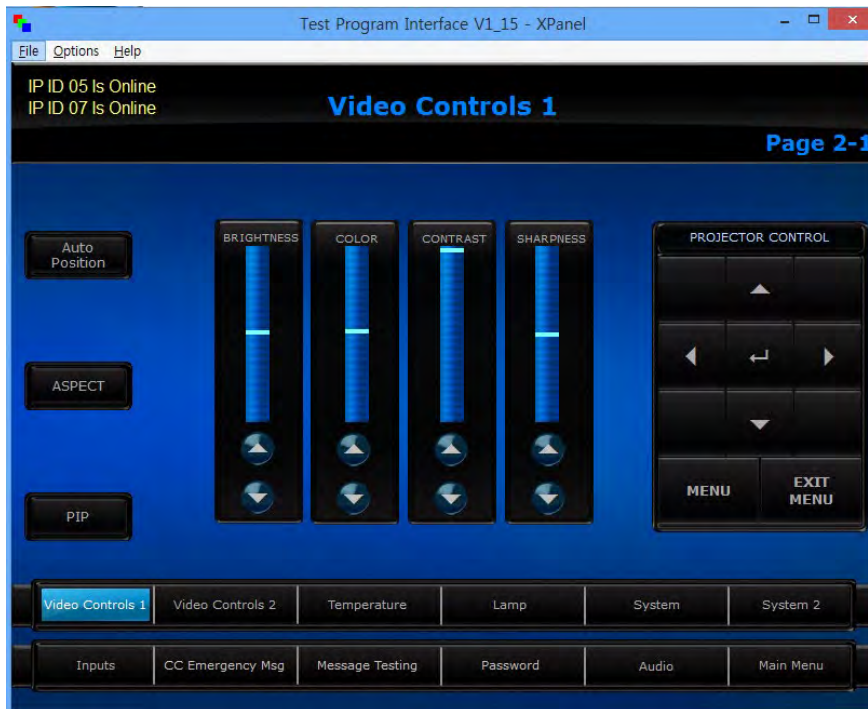 Test Program Interface V1_15 - XPanel
File Options Help
IP ID 05 Is Online
IP ID 07 Is Online
Video Controls 1
Page 2-1
Auto
Position
ASPECT
PIP
BRIGHTNESS COLOR CONTRAST SHARPNESS
PROJECTOR CONTROL
MENU
EXIT
MENU
Video Controls 1 Video Controls 2 Temperature Lamp System System 2
Inputs CC Emergency Msg Message Testing Password Audio Main Menu